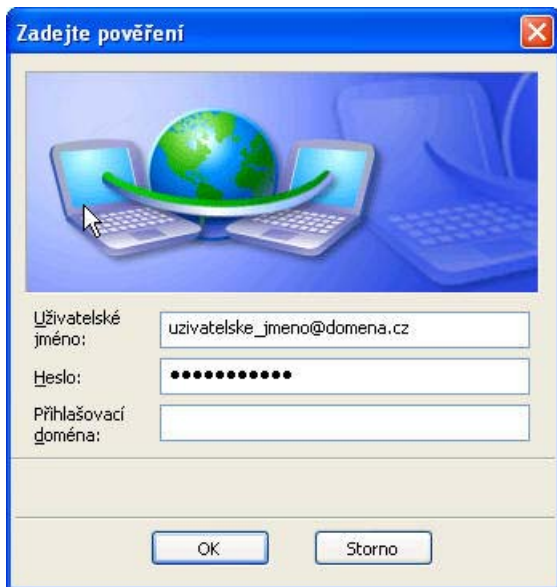 Zadejte pověření
Uživatelské
jméno:
uzivatelske_jmeno@domena.cz
Heslo:
●●●●●●●●●●●
Přihlašovací
doména:
OK
Storno